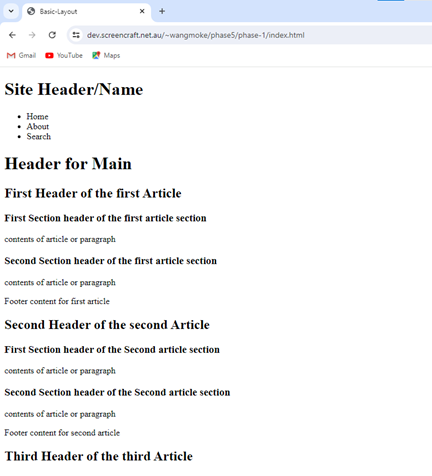 Basic-Layout
dev.screencraft.net.au/~wangmoke/phase5/phase-1/index.html
Gmail YouTube Maps
Site Header/Name
Home
About
Search
Header for Main
First Header of the first Article
First Section header of the first article section
contents of article or paragraph
Second Section header of the first article section
contents of article or paragraph
Footer content for first article
Second Header of the second Article
First Section header of the Second article section
contents of article or paragraph
Second Section header of the Second article section
contents of article or paragraph
Footer content for second article
Third Header of the third Article